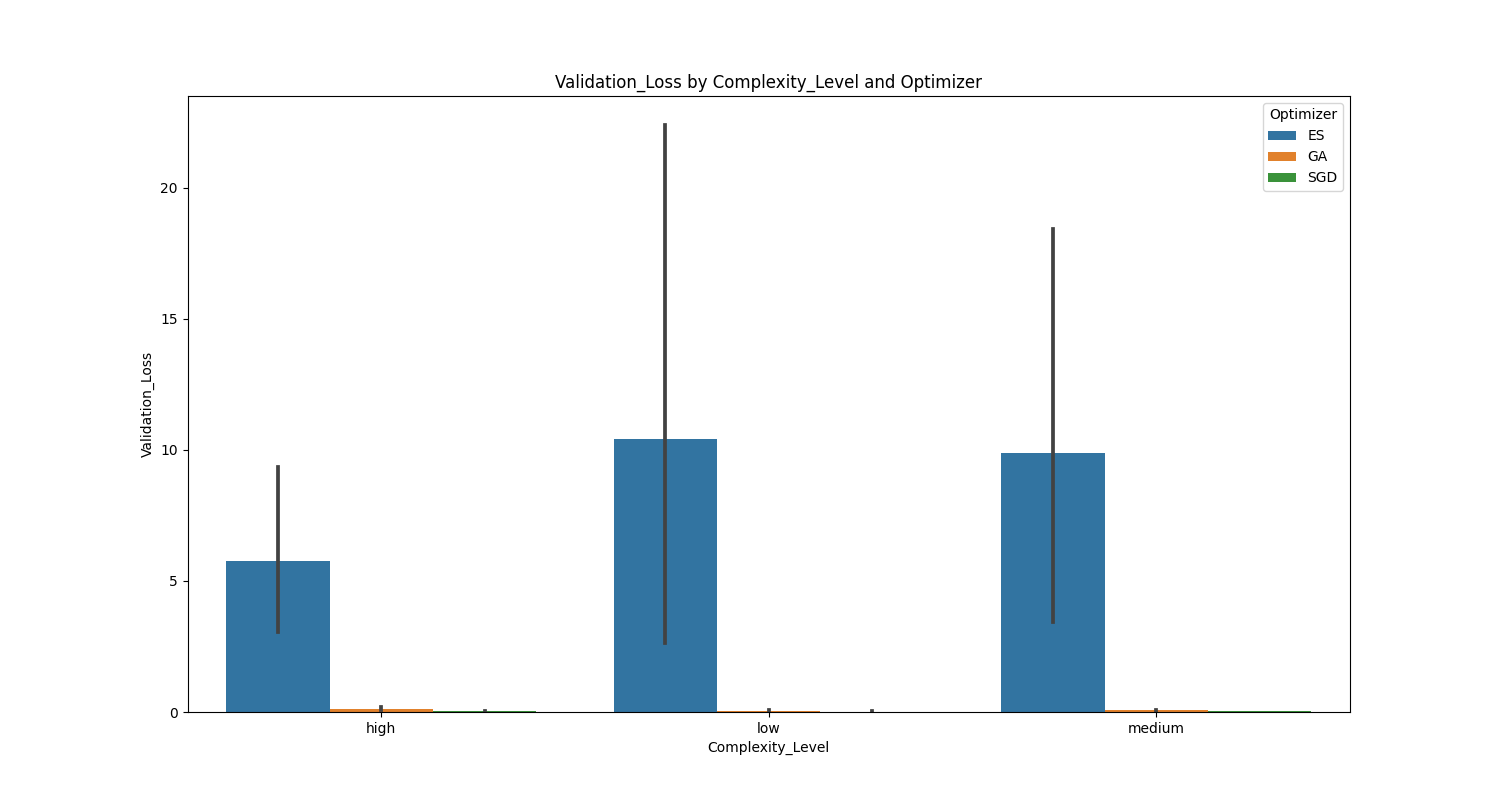 Validation_Loss by Complexity_Level and Optimizer
Optimizer
ES
GA
SGD
20
15
10
5
0
Validation_Loss
high
low
medium
Complexity_Level